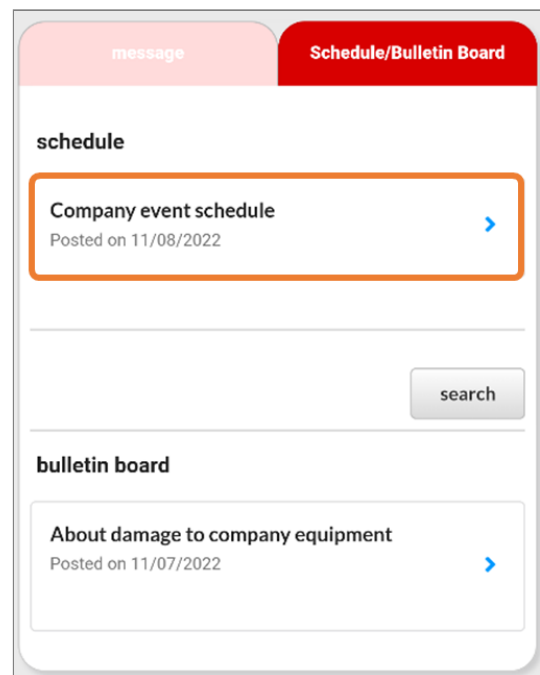 message
Schedule/Bulletin Board
schedule
Company event schedule
Posted on 11/08/2022
search
bulletin board
About damage to company equipment
Posted on 11/07/2022